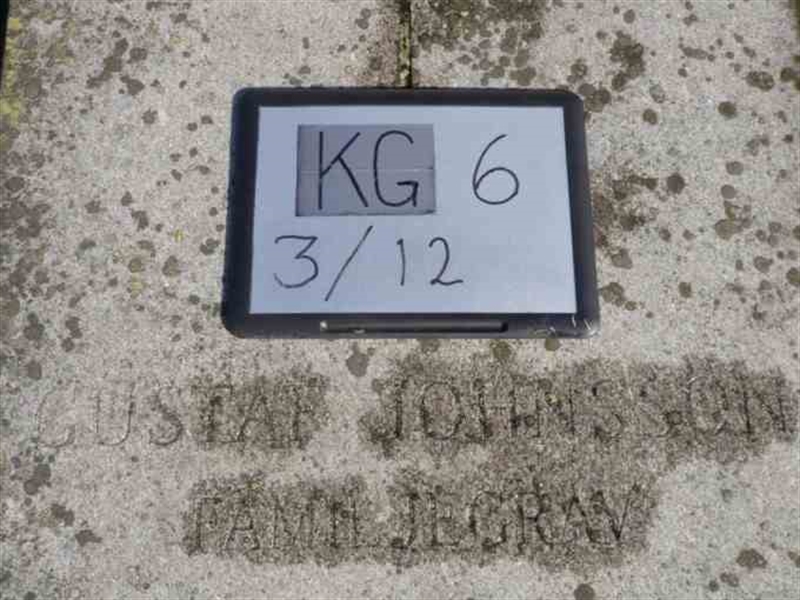 KG 6
3/12
GUSTAF JOHNSSON
FAMILJEGRAV